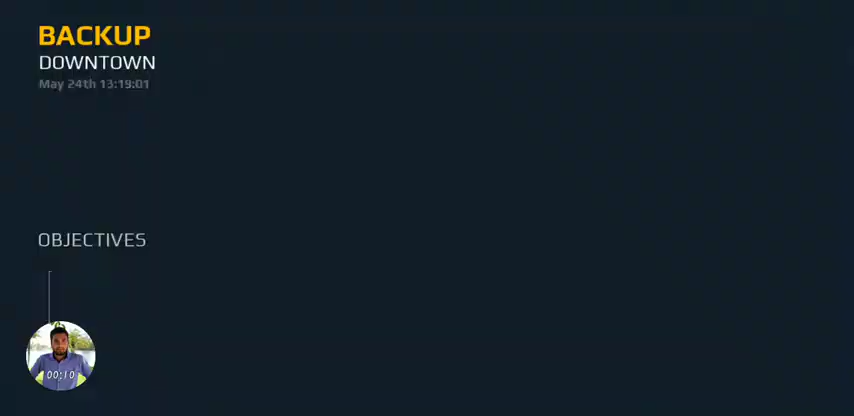 BACKUP
DOWNTOWN
May 24th 13:19:01
OBJECTIVES
00:10